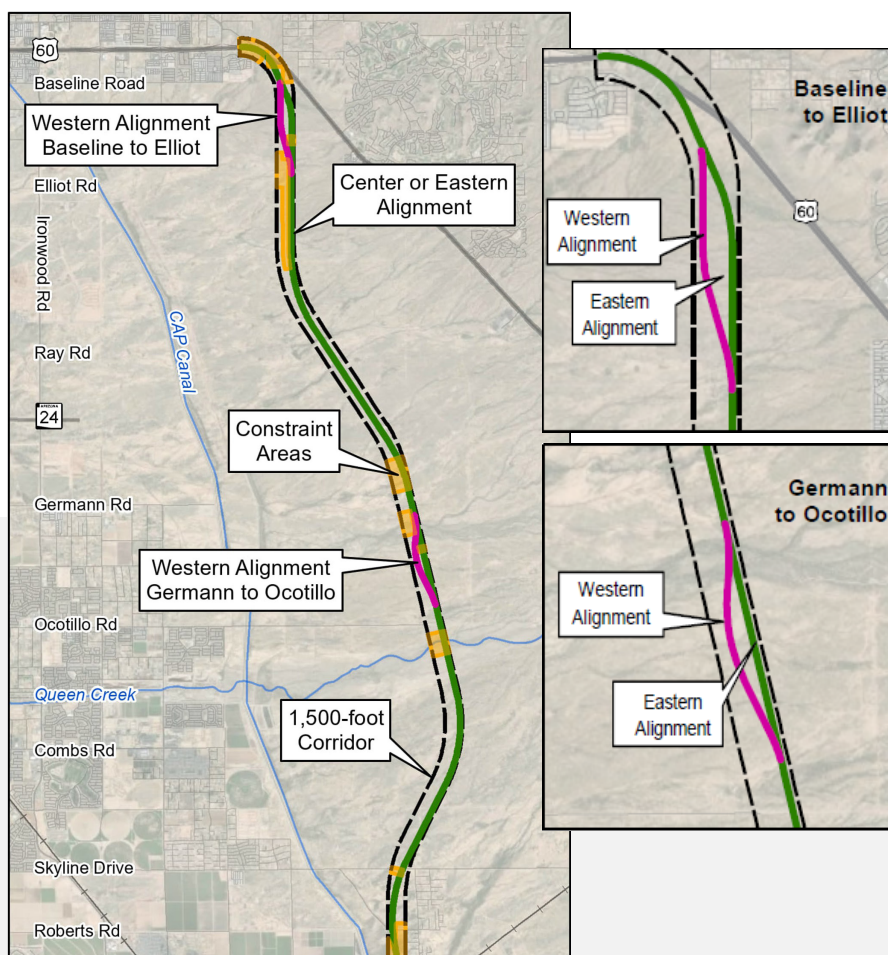 60
Baseline Road
Western Alignment
Baseline to Elliot
Elliot Rd
Center or Eastern
Alignment
Ironwood Rd
CAP Canal
Ray Rd
ARIZONA
24
Constraint
Areas
Germann Rd
Western Alignment
Germann to Ocotillo
Ocotillo Rd
Queen Creek
1,500-foot
Corridor
Combs Rd
Skyline Drive
Roberts Rd
Baseline
to Elliot
Western
Alignment
60
Eastern
Alignment
Germann
to Ocotillo
Western
Alignment
Eastern
Alignment